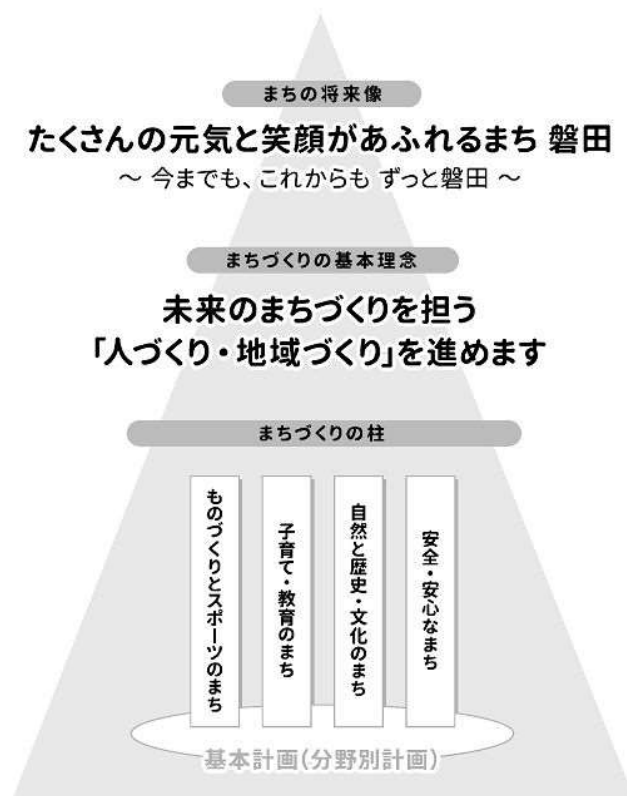 まちの将来像
たくさんの元気と笑顔があふれるまち 磐田
～ 今までも、これからも ずっと磐田 ～
まちづくりの基本理念
未来のまちづくりを担う
「人づくり・地域づくり」を進めます
まちづくりの柱
ものづくりとスポーツのまち
子育て・教育のまち
自然と歴史・文化のまち
安全・安心なまち
基本計画(分野別計画)